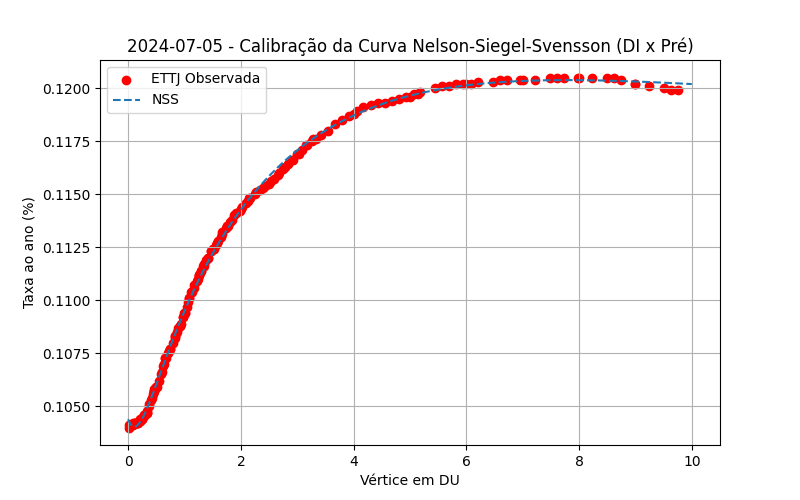 2024-07-05 - Calibração da Curva Nelson-Siegel-Svensson (DI x Pré)
ETTJ Observada
NSS
Taxa ao ano (%)
0.1200
0.1175
0.1150
0.1125
0.1100
0.1075
0.1050
0 2 4 6 8 10
Vértice em DU